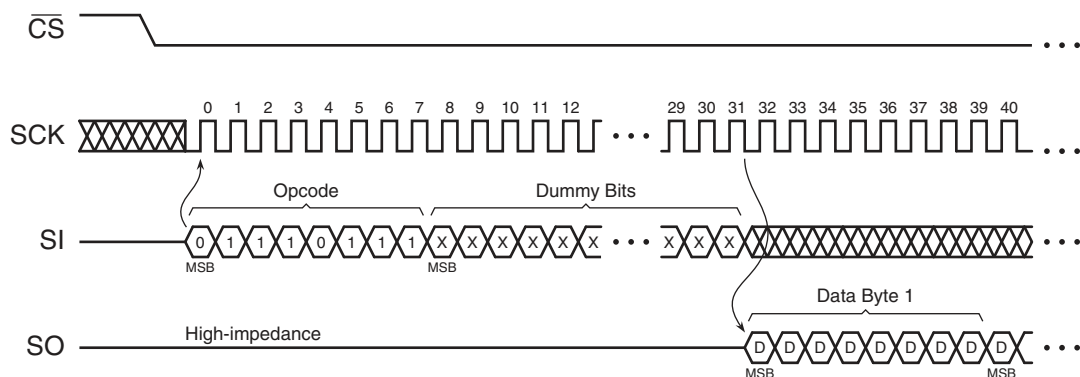 CS
0 1 2 3 4 5 6 7 8 9 10 11 12 29 30 31 32 33 34 35 36 37 38 39 40
SCK
Opcode Dummy Bits
SI 0 1 1 1 0 1 1 1 X X X X X X X X X
MSB MSB
Data Byte 1
High-impedance
SO D D D D D D D D D
MSB MSB